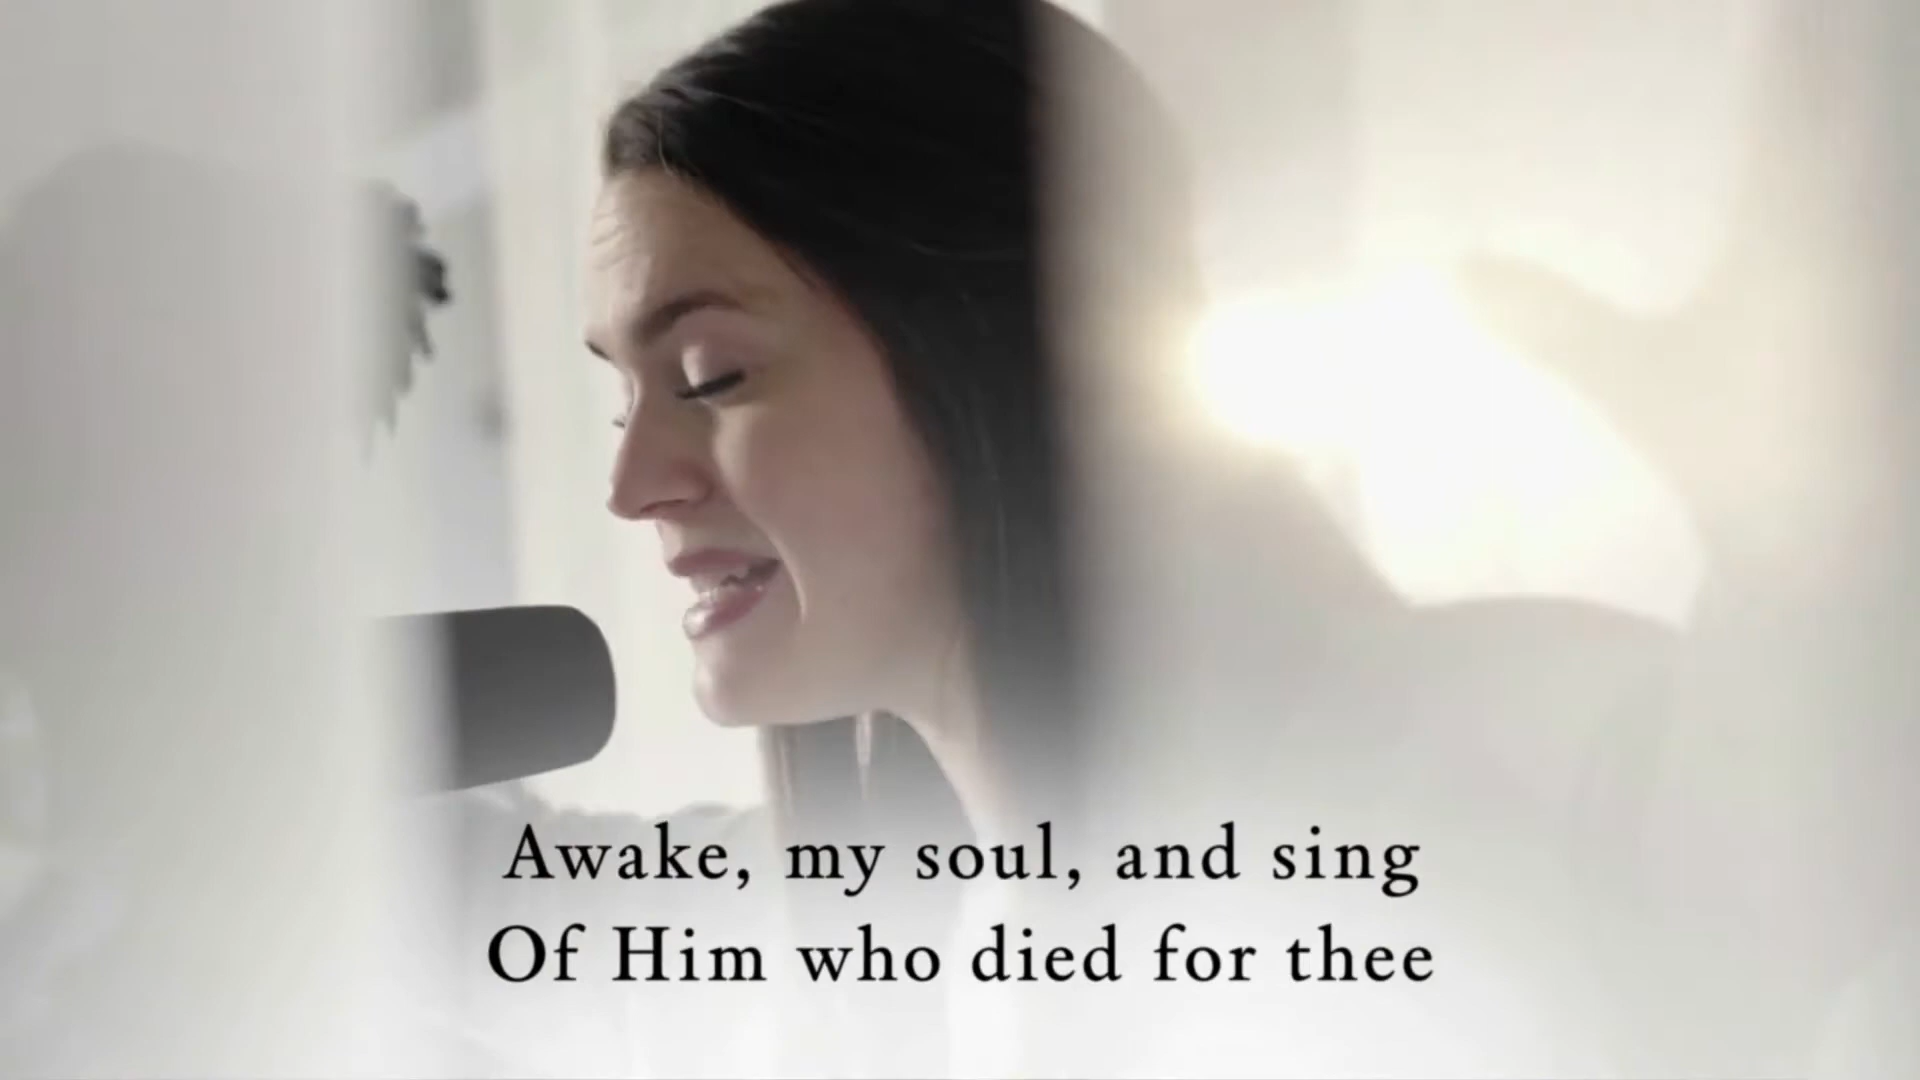 Awake, my soul, and sing
Of Him who died for thee